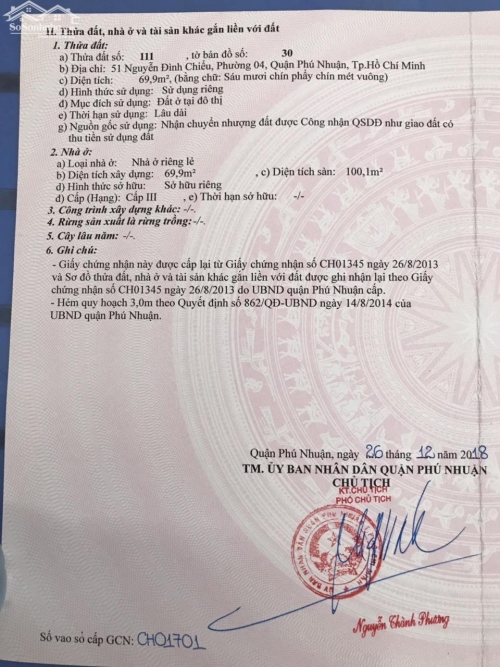 II. Thửa đất, nhà ở và tài sản khác gắn liền với đất
1. Thửa đất:
a) Thửa đất số: 111 , tờ bản đồ số: 30
b) Địa chỉ: 51 Nguyễn Đình Chiểu, Phường 04, Quận Phú Nhuận, Tp.Hồ Chí Minh
c) Diện tích: 69,9m², (bằng chữ: Sáu mươi chín phẩy chín mét vuông)
d) Hình thức sử dụng: Sử dụng riêng
đ) Mục đích sử dụng: Đất ở tại đô thị
e) Thời hạn sử dụng: Lâu dài
g) Nguồn gốc sử dụng: Nhận chuyển nhượng đất được Công nhận QSDĐ như giao đất có
thu tiền sử dụng đất
2. Nhà ở:
a) Loại nhà ở: Nhà ở riêng lẻ
b) Diện tích xây dựng: 69,9m² , c) Diện tích sàn: 100,1m²
d) Hình thức sở hữu: Sở hữu riêng
đ) Cấp (Hạng): Cấp III , e) Thời hạn sở hữu: -/-
3. Công trình xây dựng khác: -/-
4. Rừng sản xuất là rừng trồng: -/-
5. Cây lâu năm: -/-
6. Ghi chú:
- Giấy chứng nhận này được cấp lại từ Giấy chứng nhận số CH01345 ngày 26/8/2013
và Sơ đồ thửa đất, nhà ở và tài sản khác gắn liền với đất được ghi nhận lại theo Giấy
chứng nhận số CH01345 ngày 26/8/2013 do UBND quận Phú Nhuận cấp.
- Hẻm quy hoạch 3,0m theo Quyết định số 862/QĐ-UBND ngày 14/8/2014 của
UBND quận Phú Nhuận.
Quận Phú Nhuận, ngày 26 tháng 12 năm 2018
TM. ỦY BAN NHÂN DÂN QUẬN PHÚ NHUẬN
CHỦ TỊCH
KT.CHỦ TỊCH
PHÓ CHỦ TỊCH
Nguyễn Thành Phương
Số vào sổ cấp GCN: CH01701